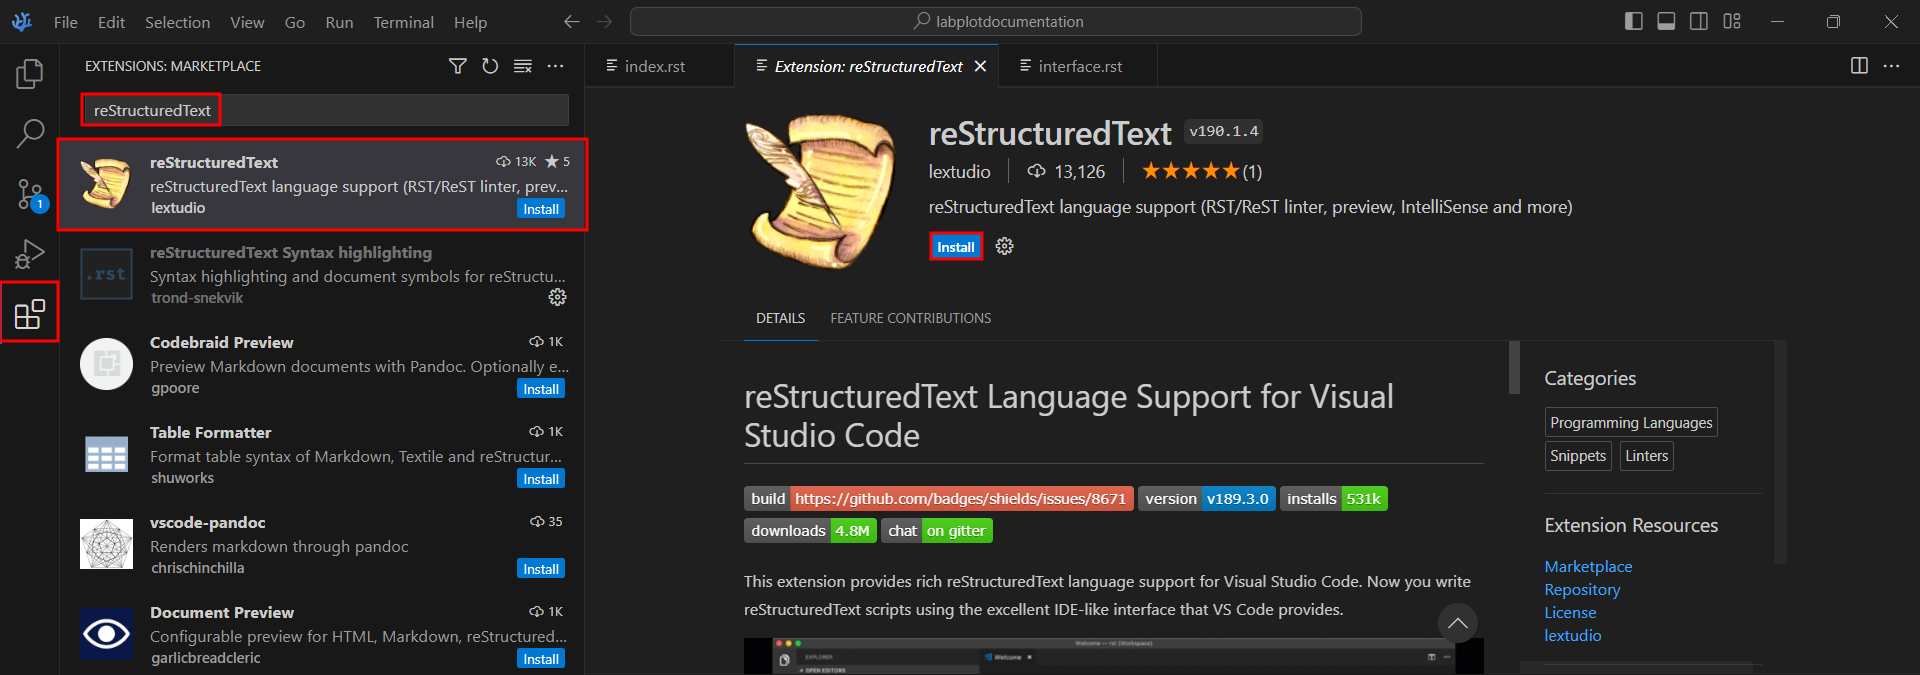 File Edit Selection View Go Run Terminal Help
labplotdocumentation
EXTENSIONS: MARKETPLACE
reStructuredText
reStructuredText 13K 5
reStructuredText language support (RST/ReST linter, prev...
lextudio Install
1
.rst
reStructuredText Syntax highlighting
Syntax highlighting and document symbols for reStructu...
trond-snekvik
Codebraid Preview 1K
Preview Markdown documents with Pandoc. Optionally e...
gpoore Install
Table Formatter 1K
Format table syntax of Markdown, Textile and reStructur...
shuworks Install
vscode-pandoc 35
Renders markdown through pandoc
chrischinchilla Install
Document Preview 1K
Configurable preview for HTML, Markdown, reStructured...
garlicbreadcleric Install
index.rst
Extension: reStructuredText
interface.rst
reStructuredText v190.1.4
lextudio 13,126 (1)
reStructuredText language support (RST/ReST linter, preview, IntelliSense and more)
Install
DETAILS FEATURE CONTRIBUTIONS
reStructuredText Language Support for Visual
Studio Code
build https://github.com/badges/shields/issues/8671 version v189.3.0 installs 531k
downloads 4.8M chat on gitter
This extension provides rich reStructuredText language support for Visual Studio Code. Now you write
reStructuredText scripts using the excellent IDE-like interface that VS Code provides.
Welcome — rst (Workspace)
EXPLORER
Welcome
OPEN EDITORS
Categories
Programming Languages
Snippets Linters
Extension Resources
Marketplace
Repository
License
lextudio